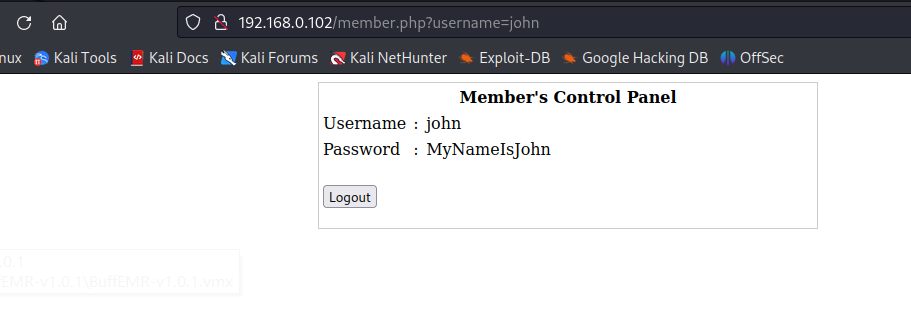 192.168.0.102/member.php?username=john
nux Kali Tools Kali Docs Kali Forums Kali NetHunter Exploit-DB Google Hacking DB OffSec
Member's Control Panel
Username : john
Password : MyNameIsJohn
Logout
.0.1
EMR-v1.0.1\BuffEMR-v1.0.1.vmx